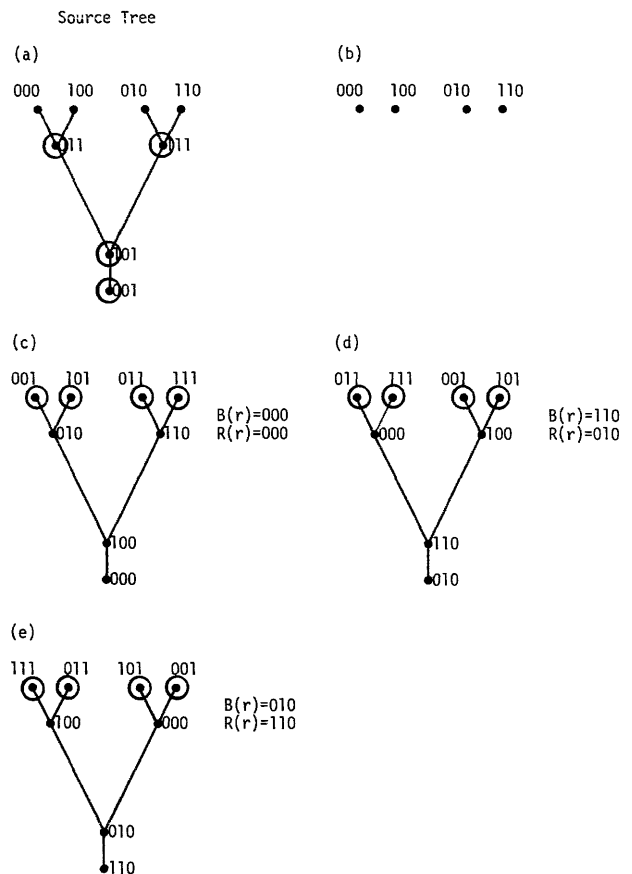 Source Tree
(a)
000 100 010 110
011 111
101
001
(b)
000 100 010 110
(c)
001 101 011 111
B(r)=000
010 110 R(r)=000
100
000
(d)
011 111 001 101
B(r)=110
000 100 R(r)=010
110
010
(e)
111 011 101 001
B(r)=010
100 000 R(r)=110
010
110